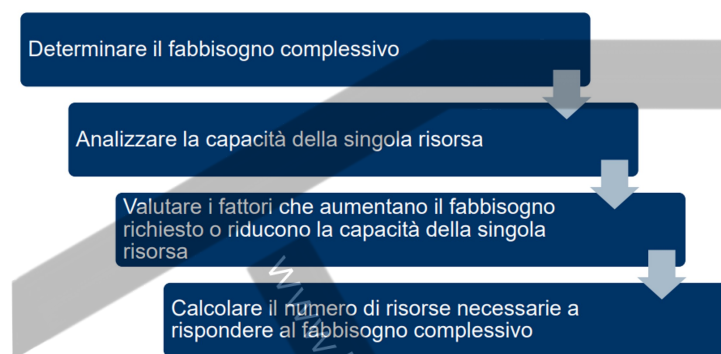 Determinare il fabbisogno complessivo
Analizzare la capacità della singola risorsa
Valutare i fattori che aumentano il fabbisogno
richiesto o riducono la capacità della singola
risorsa
Calcolare il numero di risorse necessarie a
rispondere al fabbisogno complessivo